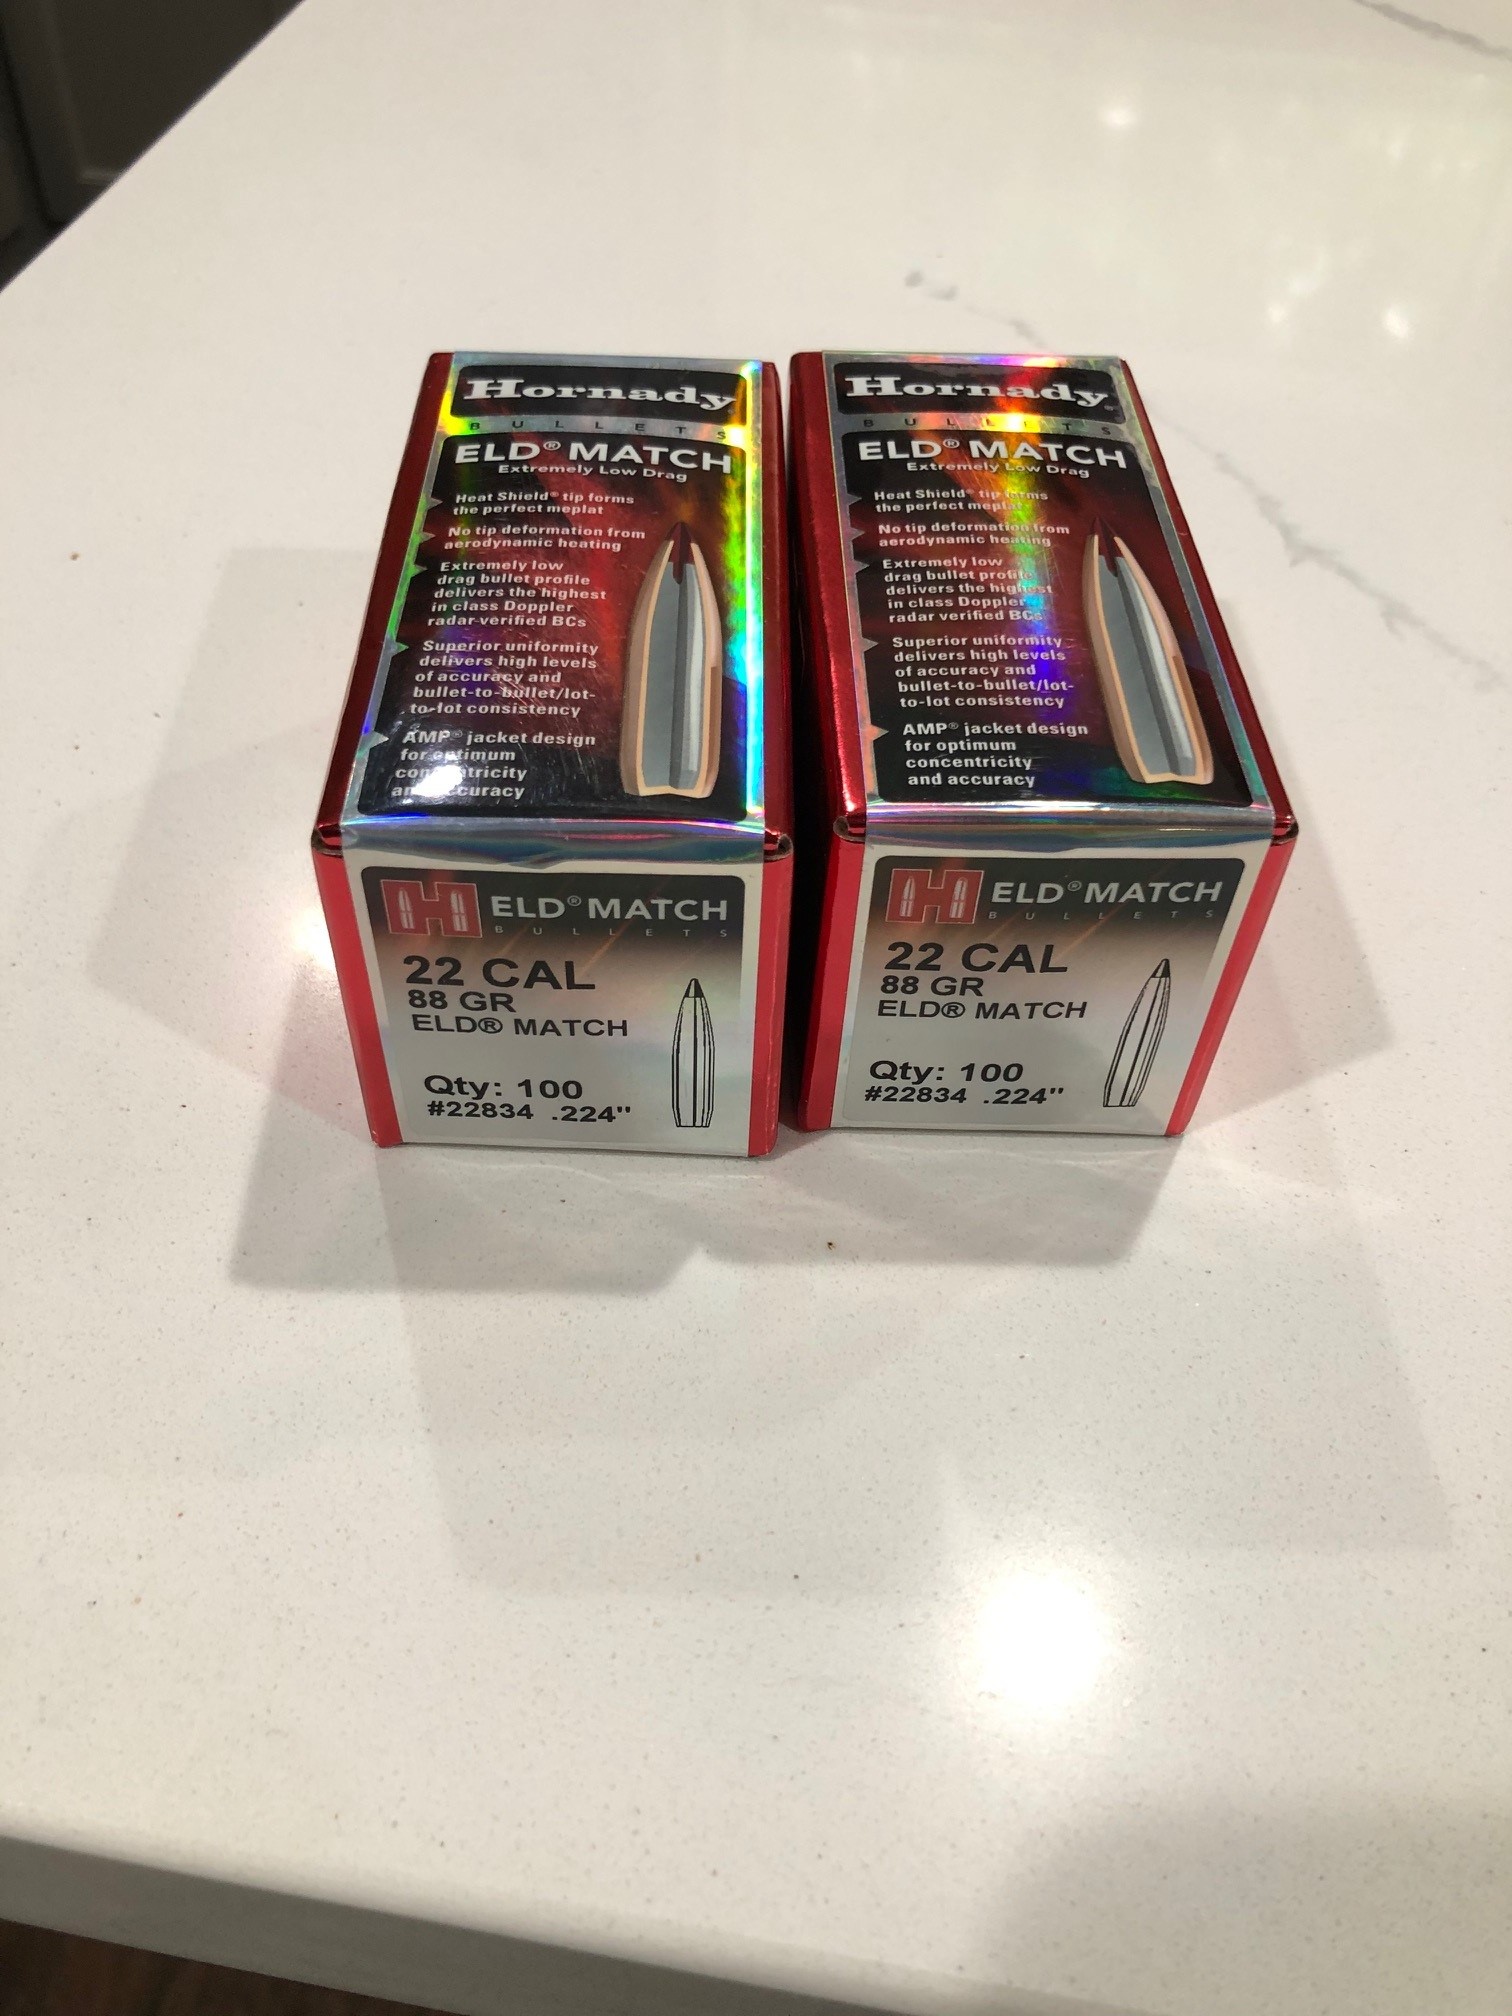 Hornady
BULLETS
ELD® MATCH
Extremely Low Drag
Heat Shield® tip forms
the perfect meplat
No tip deformation from
aerodynamic heating
Extremely low
drag bullet profile
delivers the highest
in class Doppler
radar verified BCs
Superior uniformity
delivers high levels
of accuracy and
bullet-to-bullet/lot-
to-lot consistency
AMP® jacket design
for optimum
concentricity
and accuracy
H ELD® MATCH
BULLETS
22 CAL
88 GR
ELD® MATCH
Qty: 100
#22834 .224"
Hornady®
BULLETS
ELD® MATCH
Extremely Low Drag
Heat Shield® tip forms
the perfect meplat
No tip deformation from
aerodynamic heating
Extremely low
drag bullet profile
delivers the highest
in class Doppler
radar verified BCs
Superior uniformity
delivers high levels
of accuracy and
bullet-to-bullet/lot-
to-lot consistency
AMP® jacket design
for optimum
concentricity
and accuracy
H ELD® MATCH
BULLETS
22 CAL
88 GR
ELD® MATCH
Qty: 100
#22834 .224"